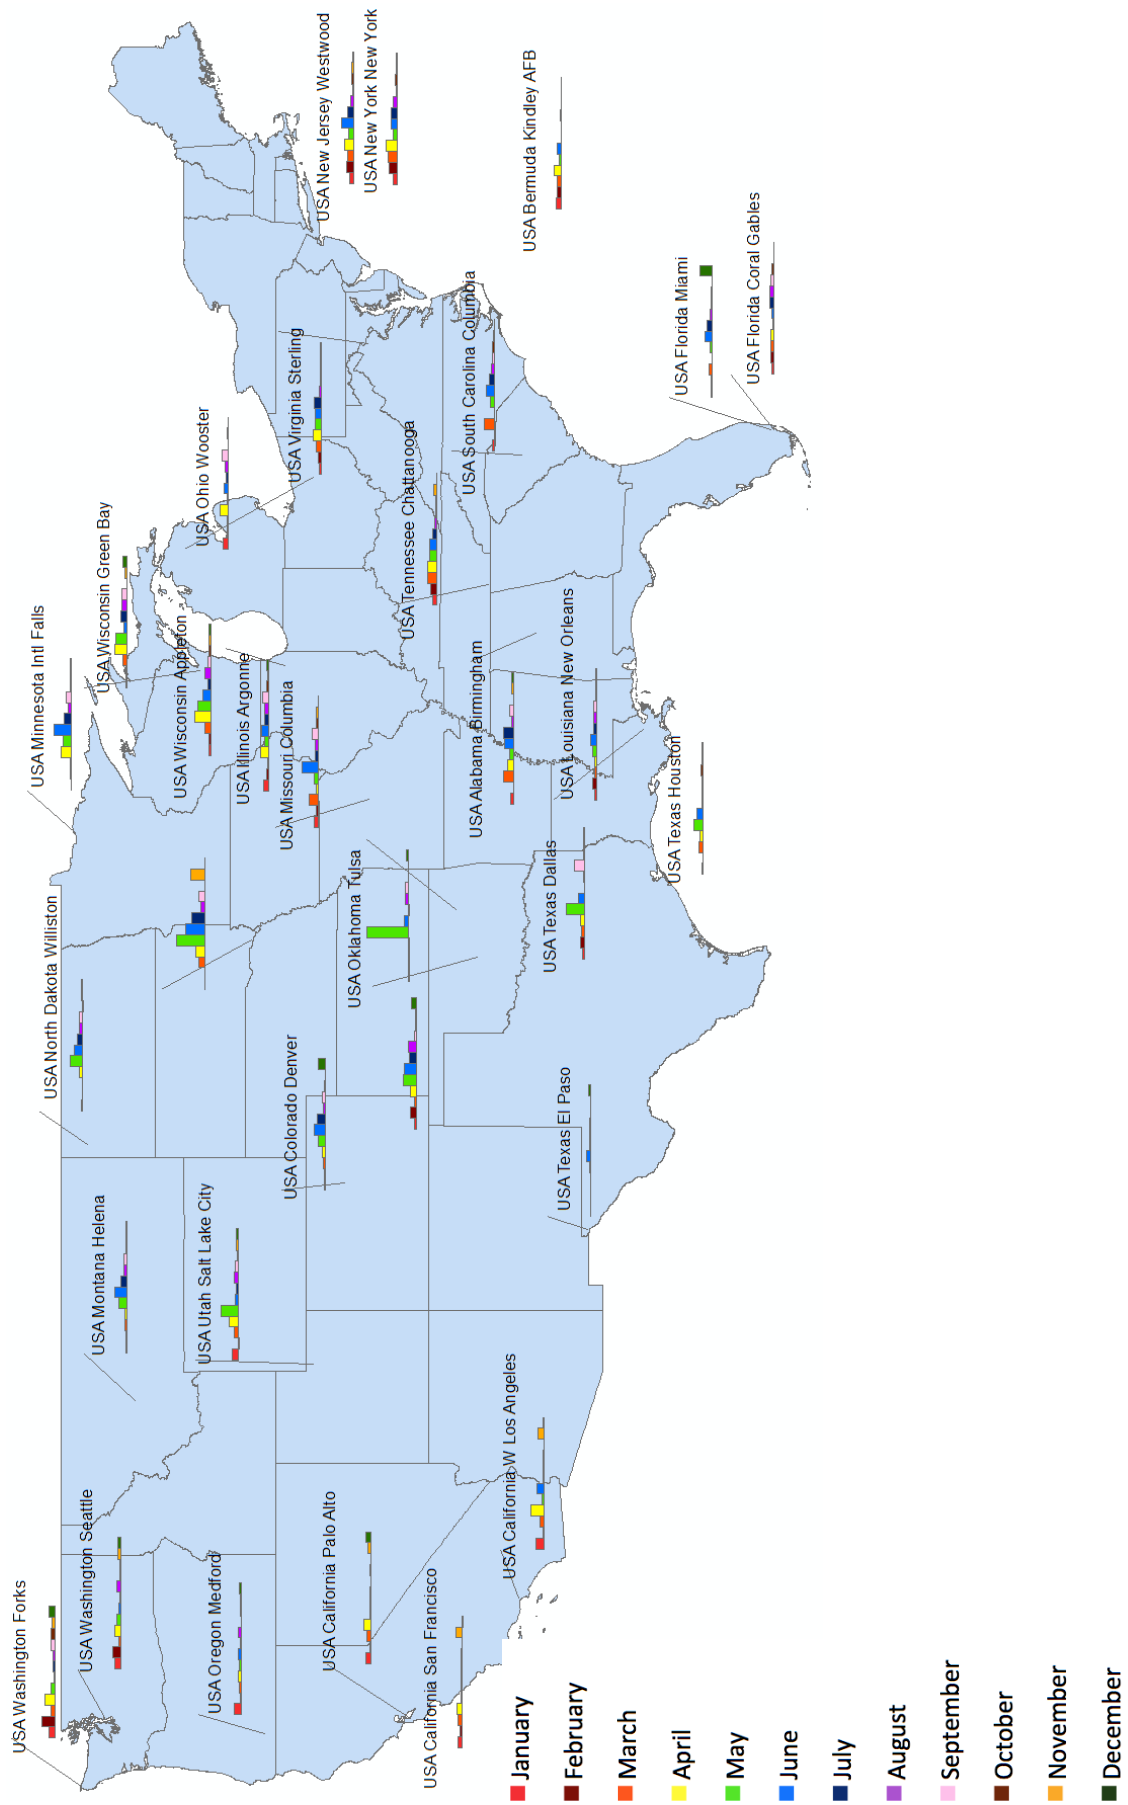 USA Washington Forks
USA Washington Seattle
USA Oregon Medford
USA California Palo Alto
USA California San Francisco
USA California W Los Angeles
USA Montana Helena
USA Utah Salt Lake City
USA Colorado Denver
USA Texas El Paso
USA North Dakota Williston
USA Oklahoma Tulsa
USA Texas Dallas
USA Texas Houston
USA Minnesota Intl Falls
USA Wisconsin Green Bay
USA Wisconsin Appleton
USA Illinois Argonne
USA Missouri Columbia
USA Alabama Birmingham
USA Louisiana New Orleans
USA Ohio Wooster
USA Virginia Sterling
USA Tennessee Chattanooga
USA South Carolina Columbia
USA Florida Miami
USA Florida Coral Gables
USA New Jersey Westwood
USA New York New York
USA Bermuda Kindley AFB
January
February
March
April
May
June
July
August
September
October
November
December